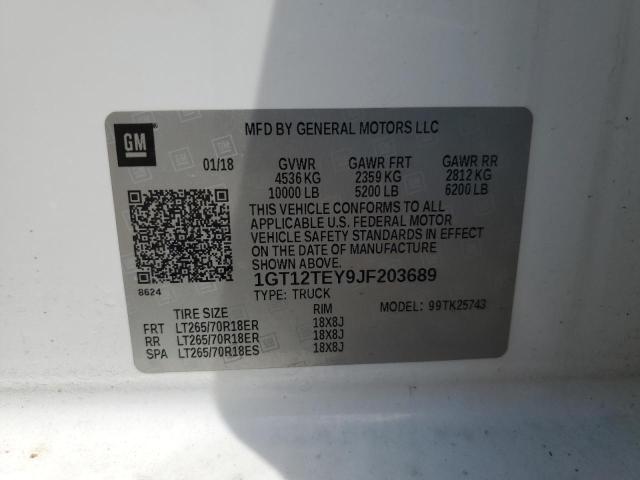 GM
MFD BY GENERAL MOTORS LLC
01/18 GVWR GAWR FRT GAWR RR
4536 KG 2359 KG 2812 KG
10000 LB 5200 LB 6200 LB
THIS VEHICLE CONFORMS TO ALL
APPLICABLE U.S. FEDERAL MOTOR
VEHICLE SAFETY STANDARDS IN EFFECT
ON THE DATE OF MANUFACTURE
SHOWN ABOVE.
8624
1GT12TEY9JF203689
TYPE: TRUCK MODEL: 99TK25743
TIRE SIZE RIM
FRT LT265/70R18ER 18X8J
RR LT265/70R18ER 18X8J
SPA LT265/70R18ES 18X8J